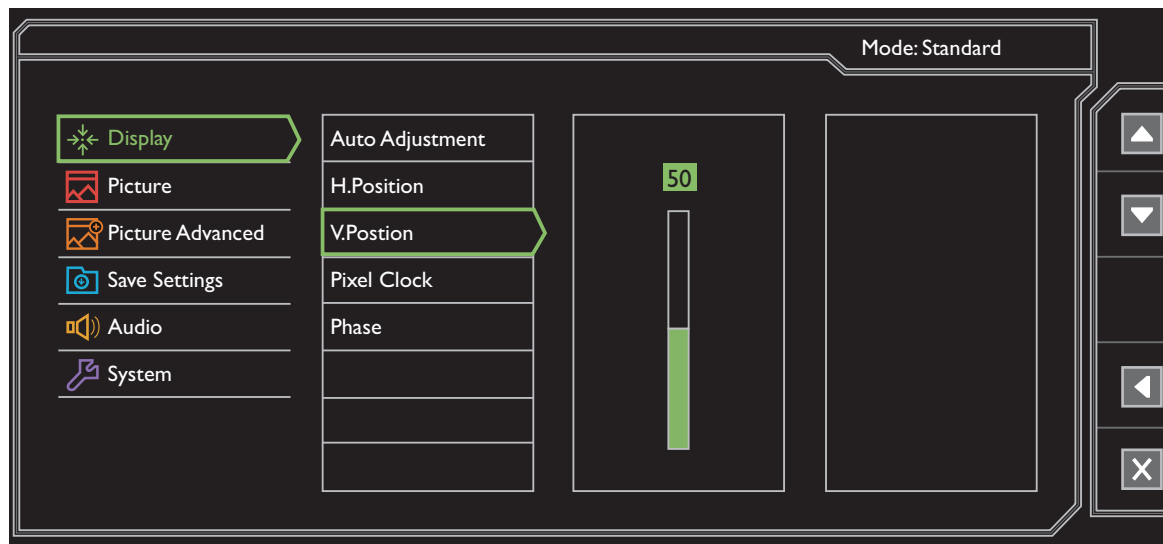 Mode: Standard
Display
Picture
Picture Advanced
Save Settings
Audio
System
Auto Adjustment
H.Position
V.Postion
Pixel Clock
Phase
50